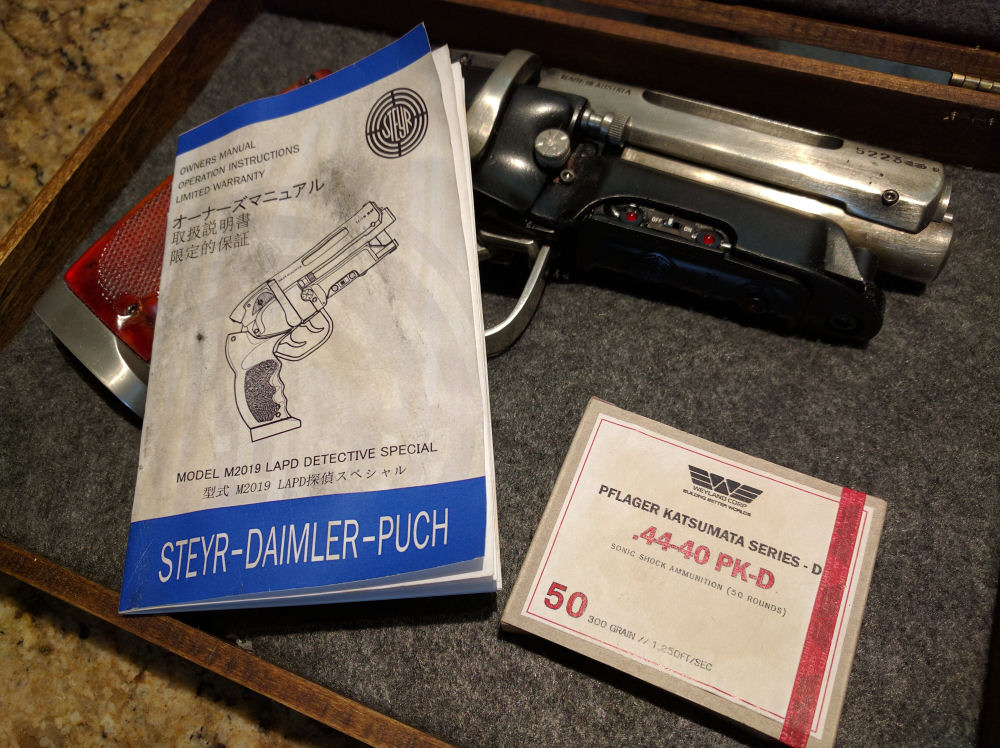 STEYR
OWNERS MANUAL
OPERATION INSTRUCTIONS
LIMITED WARRANTY
オーナーズマニュアル
取扱説明書
限定的保証
MODEL M2019 LAPD DETECTIVE SPECIAL
型式 M2019 LAPD探偵スペシャル
STEYR-DAIMLER-PUCH
MADE IN AUSTRIA
5223
OFF
ON
WEYLAND CORP
BUILDING BETTER WORLDS
PFLAGER KATSUMATA SERIES - D
.44-40 PK-D
SONIC SHOCK AMMUNITION (50 ROUNDS)
50
300 GRAIN // 1,250FT/SEC